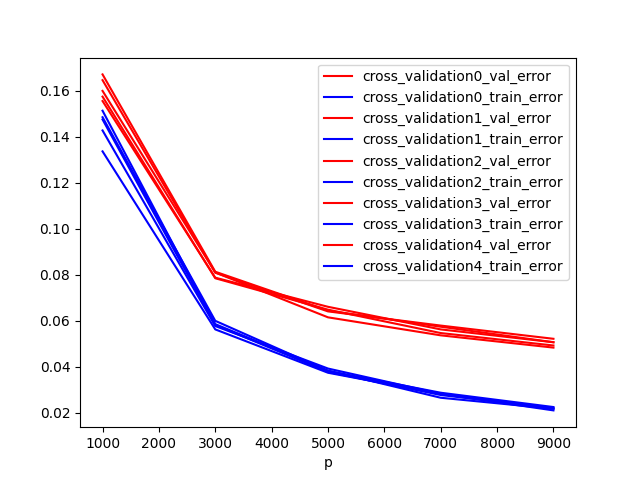 0.16
0.14
0.12
0.10
0.08
0.06
0.04
0.02
cross_validation0_val_error
cross_validation0_train_error
cross_validation1_val_error
cross_validation1_train_error
cross_validation2_val_error
cross_validation2_train_error
cross_validation3_val_error
cross_validation3_train_error
cross_validation4_val_error
cross_validation4_train_error
1000 2000 3000 4000 5000 6000 7000 8000 9000
p